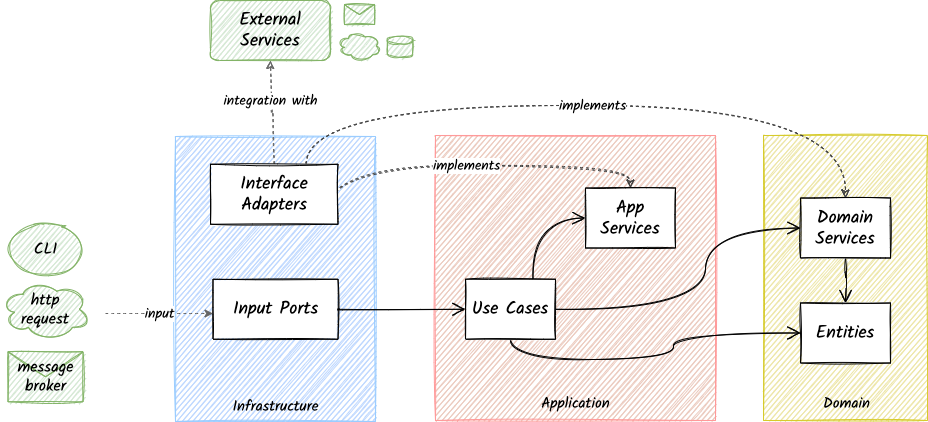 External
Services
integration with
implements
Interface
Adapters
implements
App
Services
Domain
Services
CLI
http
request
input
Input Ports
Use Cases
Entities
message
broker
Infrastructure
Application
Domain